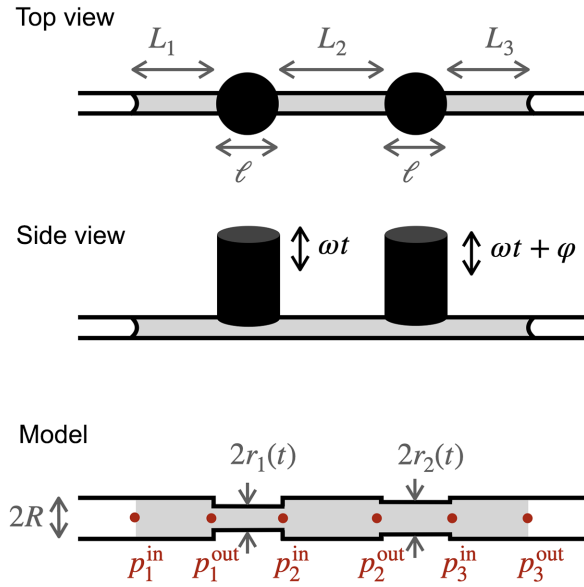 Top view
L₁ L₂ L₃
ℓ ℓ
Side view
ωt ωt + φ
Model
2r₁(t) 2r₂(t)
2R
p₁ⁱⁿ p₁ᵒᵘᵗ p₂ⁱⁿ p₂ᵒᵘᵗ p₃ⁱⁿ p₃ᵒᵘᵗ